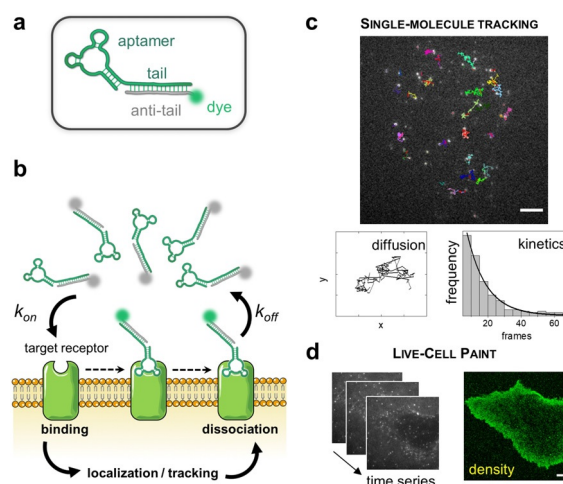 a
aptamer
tail
anti-tail
dye
b
kon
koff
target receptor
binding
dissociation
localization / tracking
c
SINGLE-MOLECULE TRACKING
diffusion
y
x
kinetics
frequency
20
40
60
frames
d
LIVE-CELL PAINT
time series
density